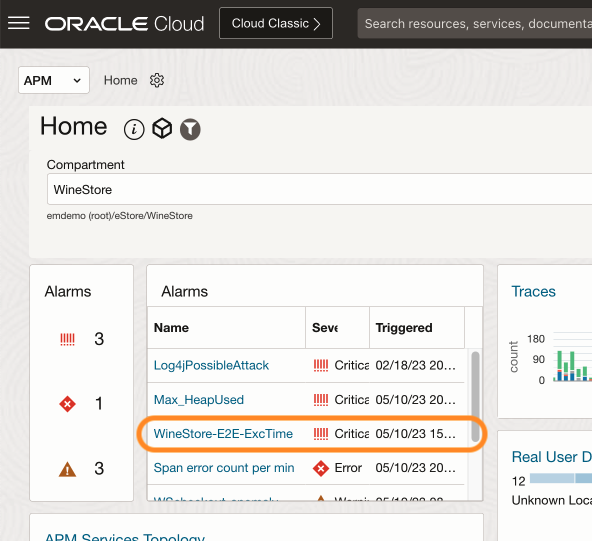 ORACLE Cloud
Cloud Classic
Search resources, services, documenta
APM
Home
Home
Compartment
WineStore
emdemo (root)/eStore/WineStore
Alarms
3
1
3
Alarms
Name Seve Triggered
Log4jPossibleAttack Critica 02/18/23 20...
Max_HeapUsed Critica 05/10/23 20...
WineStore-E2E-ExcTime Critica 05/10/23 15...
Span error count per min Error 05/10/23 20...
Traces
count
180
90
0
Real User D
12
Unknown Loca
APM Services Topology